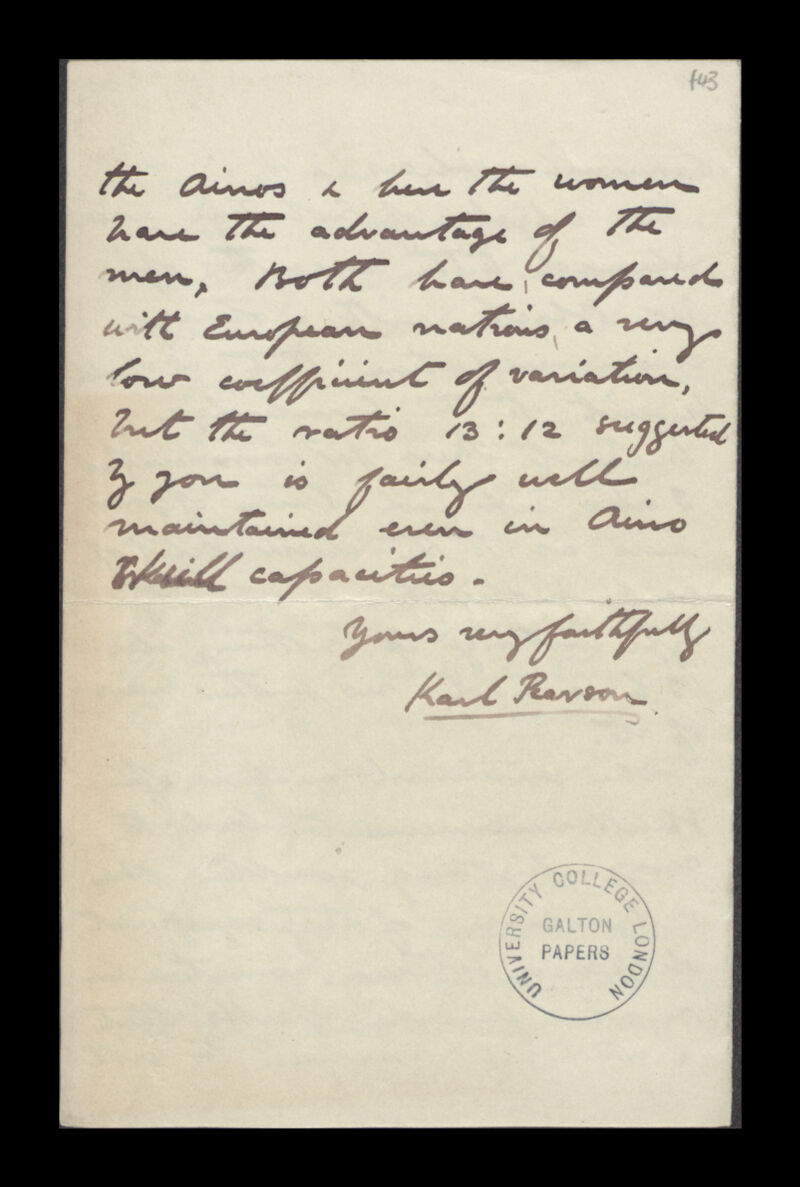 f43
the Ainos & here the women
have the advantage of the
men, Both have, compared
with European nations, a very
low coefficient of variation,
but the ratio 13:12 suggested
by you is fairly well
maintained even in Aino
Skull capacities.
Yours very faithfully
Karl Pearson
UNIVERSITY COLLEGE LONDON
GALTON
PAPERS